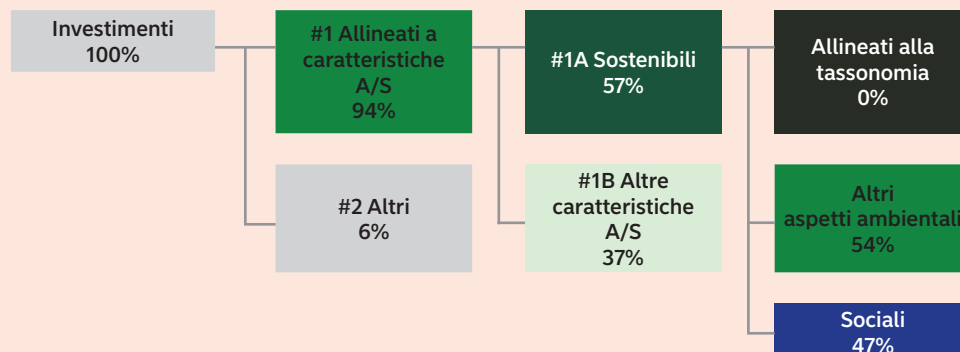 Investimenti
100%
#1 Allineati a
caratteristiche
A/S
94%
#1A Sostenibili
57%
Allineati alla
tassonomia
0%
#2 Altri
6%
#1B Altre
caratteristiche
A/S
37%
Altri
aspetti ambientali
54%
Sociali
47%